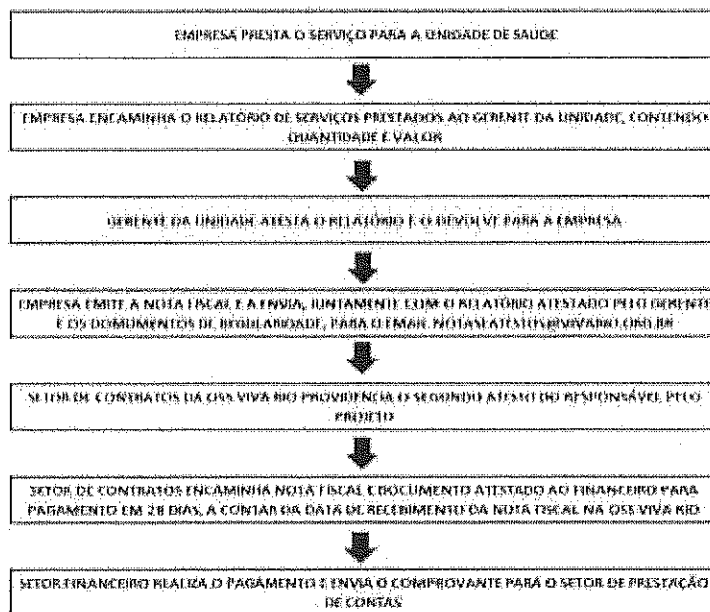 EMPRESA PRESTA O SERVIÇO PARA A UNIDADE DE SAÚDE
EMPRESA ENCAMINHA O RELATÓRIO DE SERVIÇOS PRESTADOS AO GERENTE DA UNIDADE, CONTENDO
QUANTIDADE E VALOR
GERENTE DA UNIDADE ATESTA O RELATÓRIO E O DEVOLVE PARA A EMPRESA
EMPRESA EMITE A NOTA FISCAL E A ENVIA, JUNTAMENTE COM O RELATÓRIO ATESTADO PELO GERENTE
E OS DOMUMENTOS DE REGULARIDADE, PARA O EMAIL NOTASEATESTOS@VIVARIO.ORG.BR
SETOR DE CONTRATOS DA OSS VIVA RIO PROVIDENCIA O SEGUNDO ATESTO DO RESPONSÁVEL PELO
PROJETO
SETOR DE CONTRATOS ENCAMINHA NOTA FISCAL E DOCUMENTO ATESTADO AO FINANCEIRO PARA
PAGAMENTO EM 28 DIAS, A CONTAR DA DATA DE RECEBIMENTO DA NOTA FISCAL NA OSS VIVA RIO
SETOR FINANCEIRO REALIZA O PAGAMENTO E ENVIA O COMPROVANTE PARA O SETOR DE PRESTAÇÃO
DE CONTAS